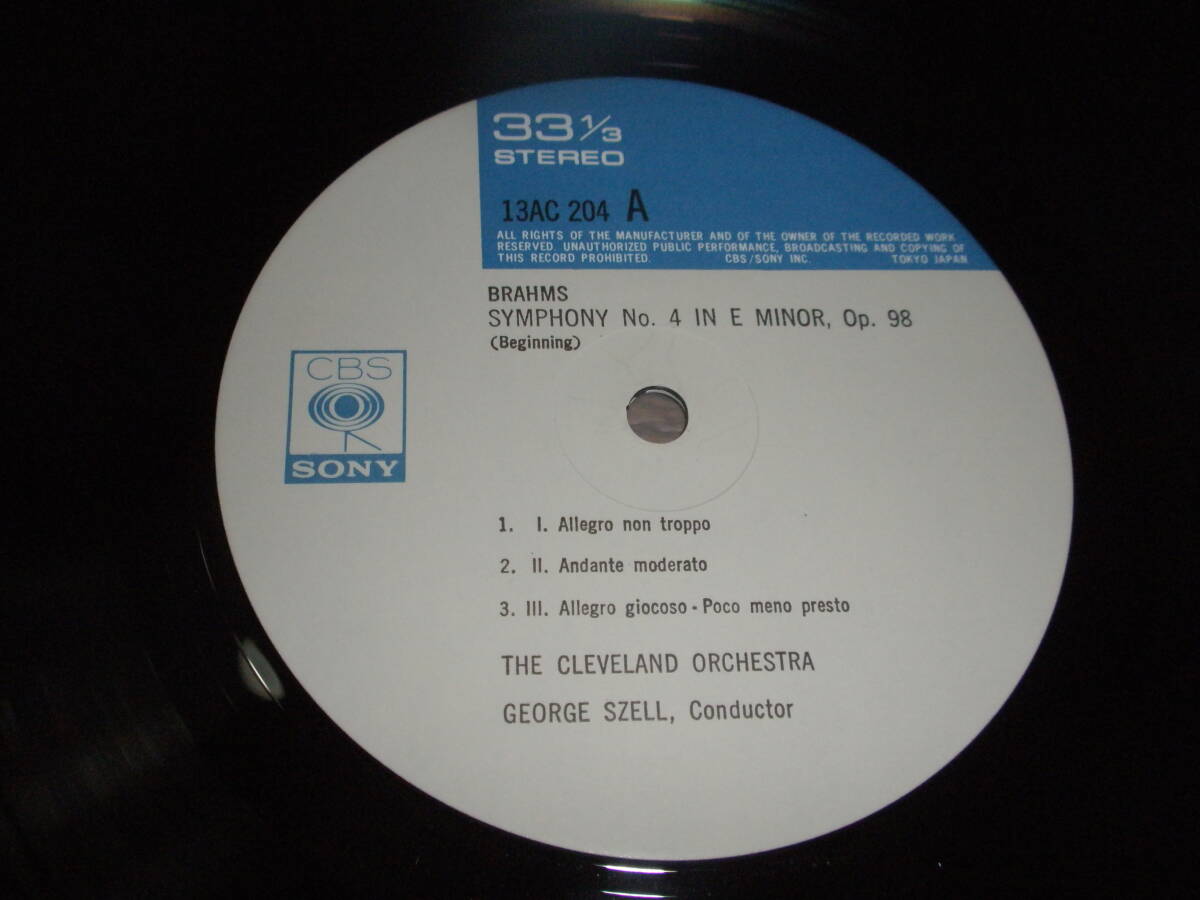 33 1/3
STEREO
13AC 204 A
ALL RIGHTS OF THE MANUFACTURER AND OF THE OWNER OF THE RECORDED WORK
RESERVED. UNAUTHORIZED PUBLIC PERFORMANCE, BROADCASTING AND COPYING OF
THIS RECORD PROHIBITED. CBS/SONY INC. TOKYO JAPAN
BRAHMS
SYMPHONY No. 4 IN E MINOR, Op. 98
(Beginning)
CBS
SONY
1. I. Allegro non troppo
2. II. Andante moderato
3. III. Allegro giocoso - Poco meno presto
THE CLEVELAND ORCHESTRA
GEORGE SZELL, Conductor